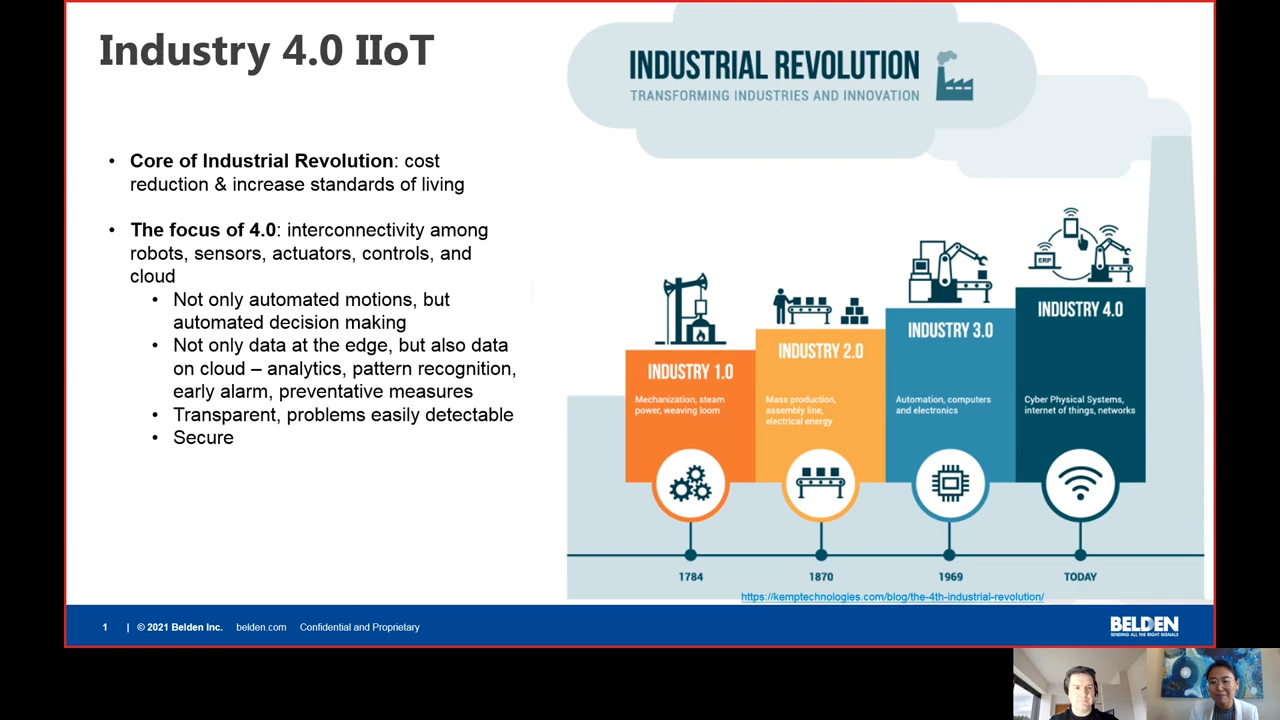 Industry 4.0 IIoT
• Core of Industrial Revolution: cost
reduction & increase standards of living
• The focus of 4.0: interconnectivity among
robots, sensors, actuators, controls, and
cloud
• Not only automated motions, but
automated decision making
• Not only data at the edge, but also data
on cloud – analytics, pattern recognition,
early alarm, preventative measures
• Transparent, problems easily detectable
• Secure
INDUSTRIAL REVOLUTION
TRANSFORMING INDUSTRIES AND INNOVATION
INDUSTRY 1.0
Mechanization, steam
power, weaving loom
1784
INDUSTRY 2.0
Mass production,
assembly line,
electrical energy
1870
INDUSTRY 3.0
Automation, computers
and electronics
1969
ERP
INDUSTRY 4.0
Cyber Physical Systems,
internet of things, networks
TODAY
https://kemptechnologies.com/blog/the-4th-industrial-revolution/
1 | © 2021 Belden Inc. belden.com Confidential and Proprietary
BELDEN
SENDING ALL THE RIGHT SIGNALS